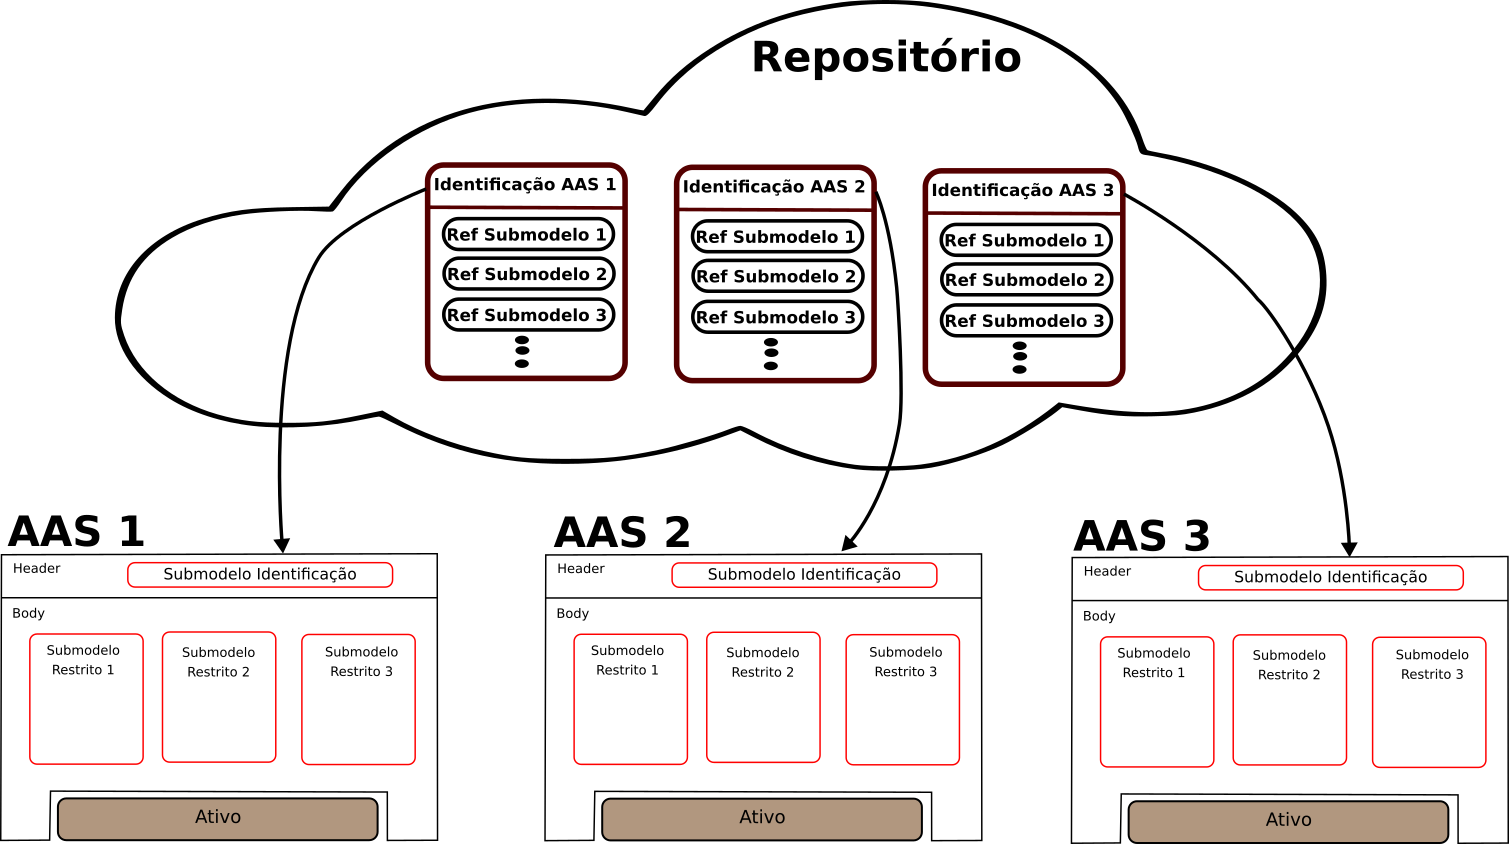 Repositório
Identificação AAS 1
Ref Submodelo 1
Ref Submodelo 2
Ref Submodelo 3
Identificação AAS 2
Ref Submodelo 1
Ref Submodelo 2
Ref Submodelo 3
Identificação AAS 3
Ref Submodelo 1
Ref Submodelo 2
Ref Submodelo 3
AAS 1
Header
Submodelo Identificação
Body
Submodelo
Restrito 1
Submodelo
Restrito 2
Submodelo
Restrito 3
Ativo
AAS 2
Header
Submodelo Identificação
Body
Submodelo
Restrito 1
Submodelo
Restrito 2
Submodelo
Restrito 3
Ativo
AAS 3
Header
Submodelo Identificação
Body
Submodelo
Restrito 1
Submodelo
Restrito 2
Submodelo
Restrito 3
Ativo